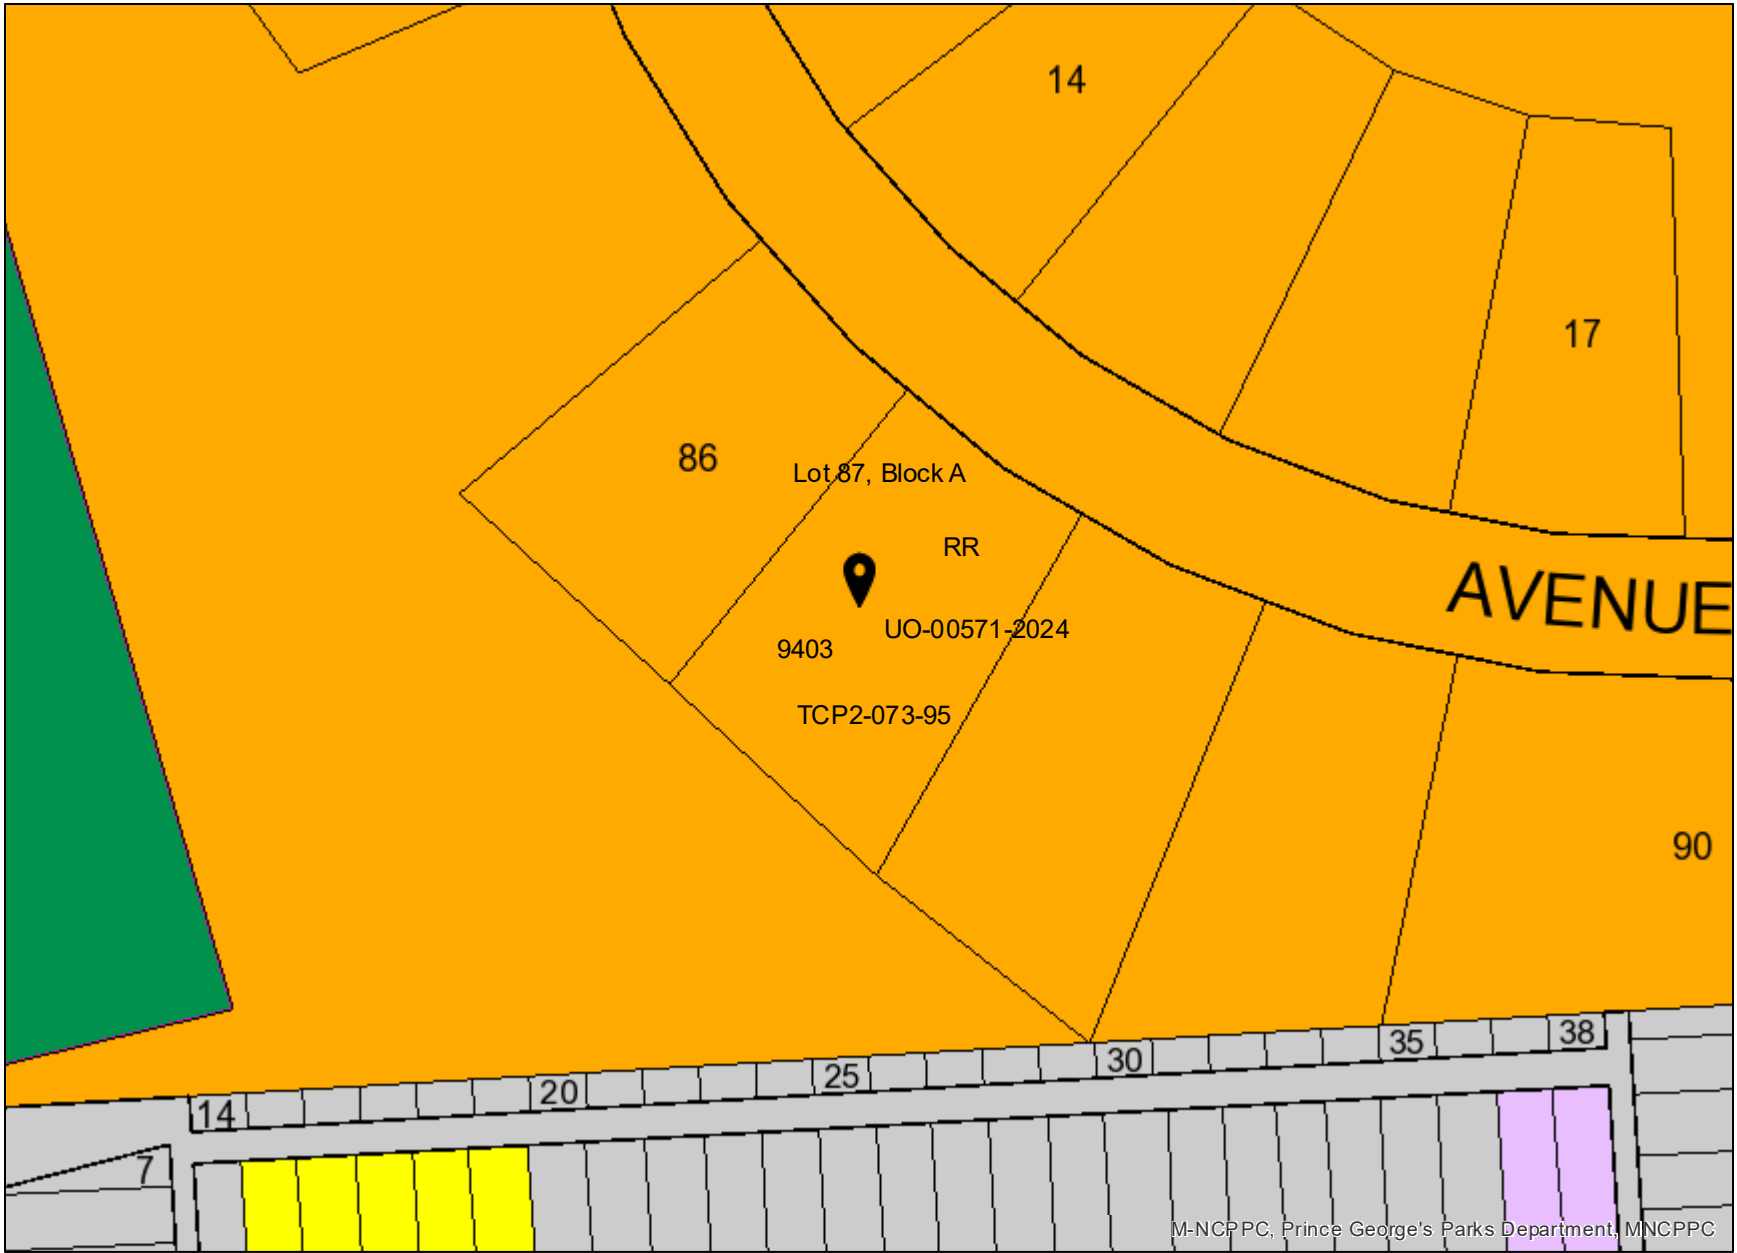 14
17
86
Lot 87, Block A
RR
AVENUE
UO-00571-2024
9403
TCP2-073-95
90
38
35
30
25
20
14
7
M-NCPPC, Prince George's Parks Department, MNCPPC